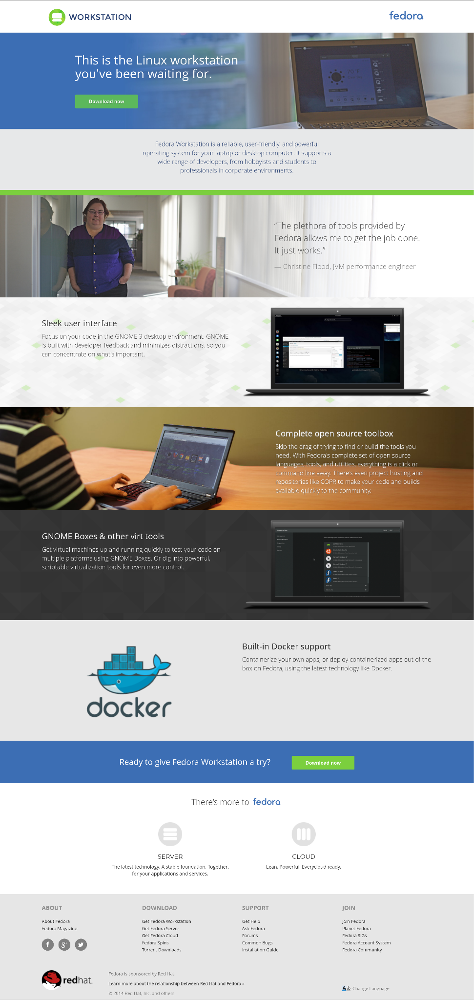 WORKSTATION
fedora
This is the Linux workstation
you've been waiting for.
Download now
Fedora Workstation is a reliable, user-friendly, and powerful
operating system for your laptop or desktop computer. It supports a
wide range of developers, from hobbyists and students to
professionals in corporate environments.
“The plethora of tools provided by
Fedora allows me to get the job done.
It just works.”
— Christine Flood, JVM performance engineer
Sleek user interface
Focus on your code in the GNOME 3 desktop environment. GNOME
is built with developer feedback and minimizes distractions, so you
can concentrate on what's important.
Complete open source toolbox
Skip the drag of trying to find or build the tools you
need. With Fedora's complete set of open source
languages, tools, and utilities, everything is a click or
command line away. There's even project hosting and
repositories like COPR to make your code and builds
available quickly to the community.
GNOME Boxes & other virt tools
Get virtual machines up and running quickly to test your code on
multiple platforms using GNOME Boxes. Or dig into powerful,
scriptable virtualization tools for even more control.
docker
Built-in Docker support
Containerize your own apps, or deploy containerized apps out of the
box on Fedora, using the latest technology like Docker.
Ready to give Fedora Workstation a try?
Download now
There's more to fedora
SERVER
The latest technology. A stable foundation. Together,
for your applications and services.
CLOUD
Lean. Powerful. Everycloud ready.
ABOUT
About Fedora
Fedora Magazine
DOWNLOAD
Get Fedora Workstation
Get Fedora Server
Get Fedora Cloud
Fedora Spins
Torrent Downloads
SUPPORT
Get Help
Ask Fedora
Forums
Common Bugs
Installation Guide
JOIN
Join Fedora
Planet Fedora
Fedora SIGs
Fedora Account System
Fedora Community
redhat.
Fedora is sponsored by Red Hat.
Learn more about the relationship between Red Hat and Fedora »
© 2014 Red Hat, Inc. and others.
Change Language